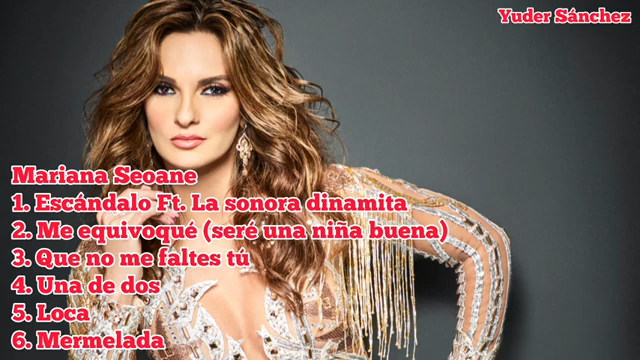 Yuder Sánchez
Mariana Seoane
1. Escándalo Ft. La sonora dinamita
2. Me equivoqué (seré una niña buena)
3. Que no me faltes tú
4. Una de dos
5. Loca
6. Mermelada